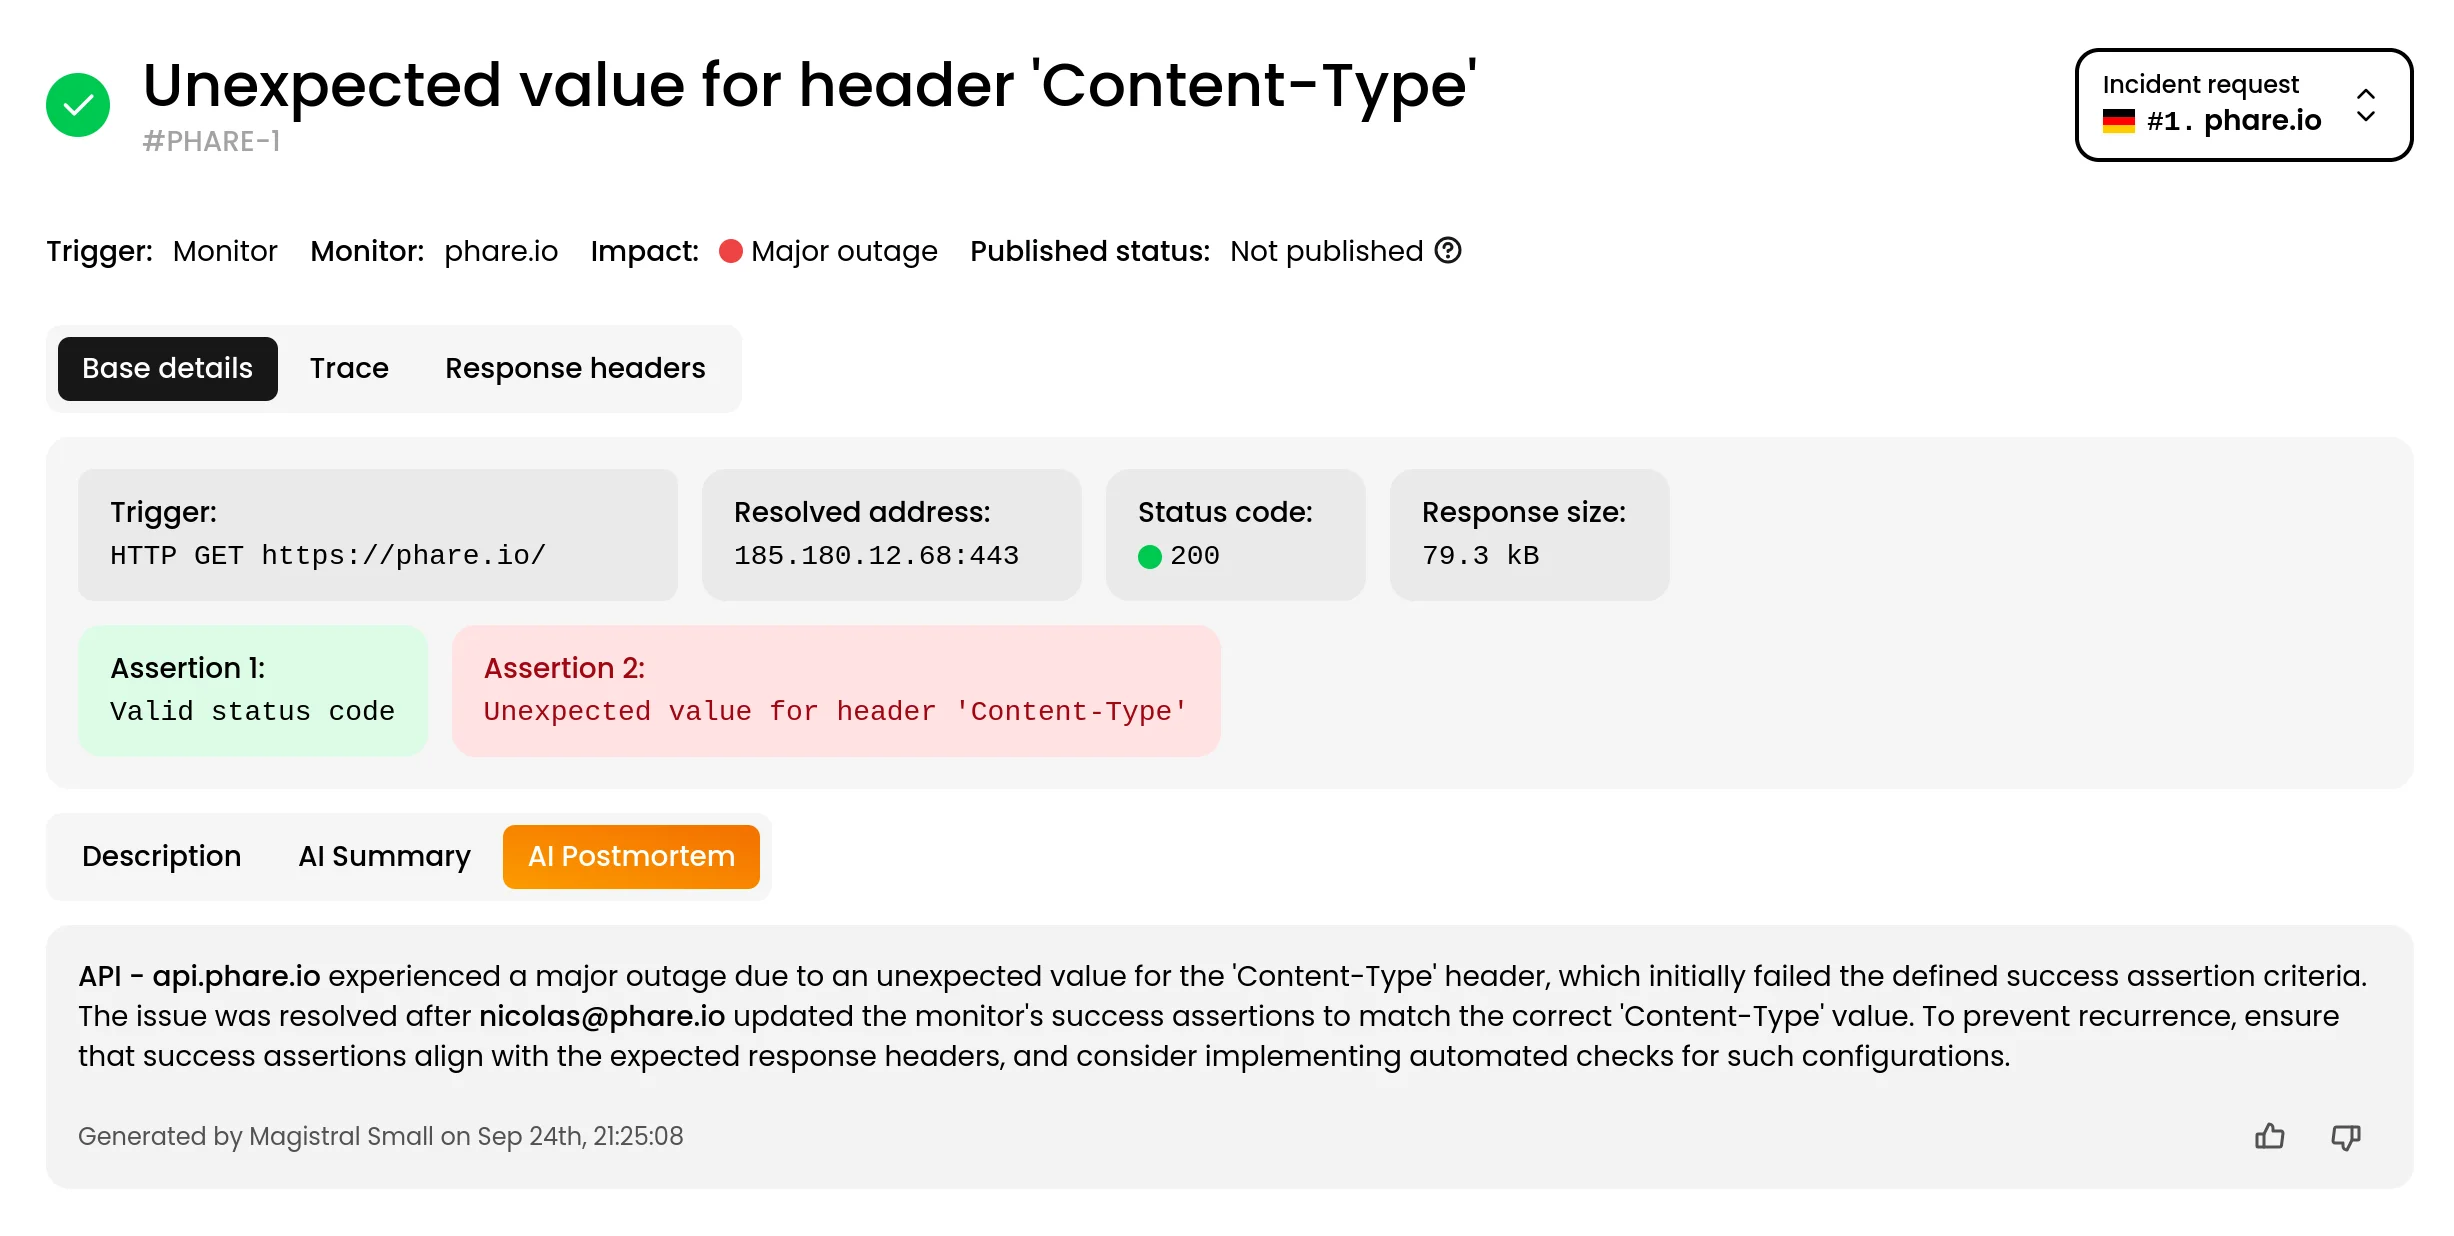 Unexpected value for header 'Content-Type'
#PHARE-1
Incident request
#1. phare.io
Trigger: Monitor Monitor: phare.io Impact: Major outage Published status: Not published
Base details Trace Response headers
Trigger:
HTTP GET https://phare.io/
Resolved address:
185.180.12.68:443
Status code:
200
Response size:
79.3 kB
Assertion 1:
Valid status code
Assertion 2:
Unexpected value for header 'Content-Type'
Description AI Summary AI Postmortem
API - api.phare.io experienced a major outage due to an unexpected value for the 'Content-Type' header, which initially failed the defined success assertion criteria.
The issue was resolved after nicolas@phare.io updated the monitor's success assertions to match the correct 'Content-Type' value. To prevent recurrence, ensure
that success assertions align with the expected response headers, and consider implementing automated checks for such configurations.
Generated by Magistral Small on Sep 24th, 21:25:08